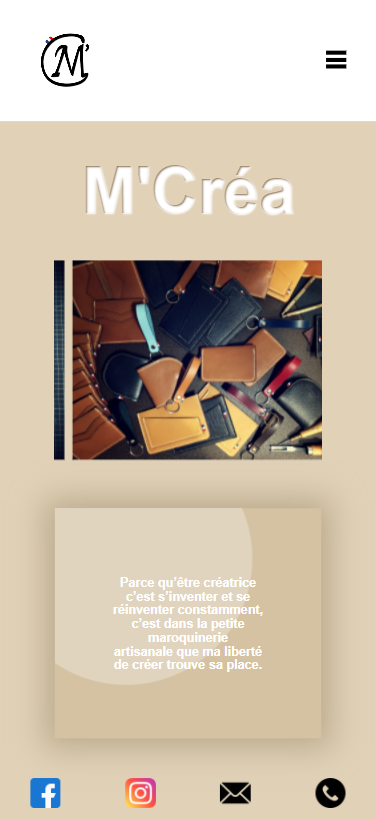 M'
M'Créa
Parce qu'être créatrice
c'est s'inventer et se
réinventer constamment,
c'est dans la petite
maroquinerie
artisanale que ma liberté
de créer trouve sa place.